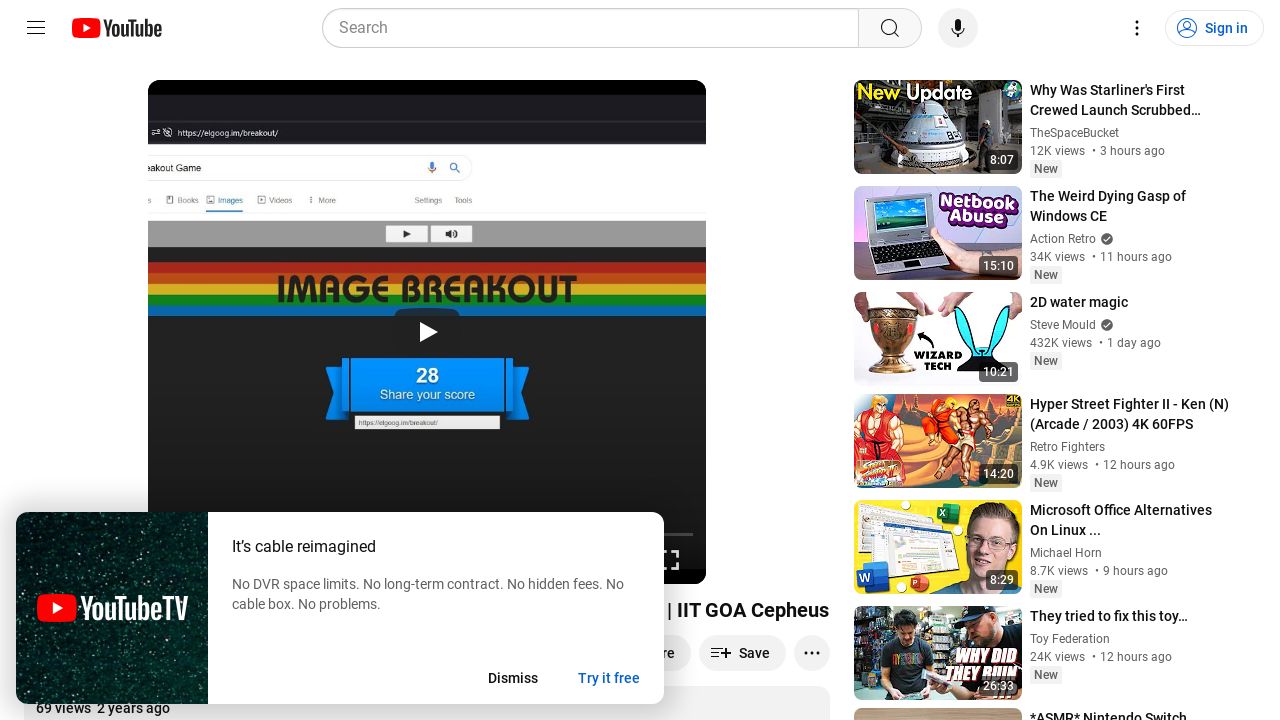 YouTube
Search
Sign in
https://elgoog.im/breakout/
eakout Game
Books
Images
Videos
More
Settings
Tools
IMAGE BREAKOUT
28
Share your score
https://elgoog.im/breakout/
| IIT GOA Cepheus
re
Save
69 views 2 years ago
YouTubeTV
It’s cable reimagined
No DVR space limits. No long-term contract. No hidden fees. No
cable box. No problems.
Dismiss
Try it free
New Update
8:07
Why Was Starliner's First
Crewed Launch Scrubbed…
TheSpaceBucket
12K views • 3 hours ago
New
Netbook
Abuse
15:10
The Weird Dying Gasp of
Windows CE
Action Retro
34K views • 11 hours ago
New
WIZARD
TECH
10:21
2D water magic
Steve Mould
432K views • 1 day ago
New
4K
14:20
Hyper Street Fighter II - Ken (N)
(Arcade / 2003) 4K 60FPS
Retro Fighters
4.9K views • 12 hours ago
New
8:29
Microsoft Office Alternatives
On Linux ...
Michael Horn
8.7K views • 9 hours ago
New
WHY DID
THEY RUIN
26:33
They tried to fix this toy…
Toy Federation
24K views • 12 hours ago
New
*ASMR* Nintendo Switch